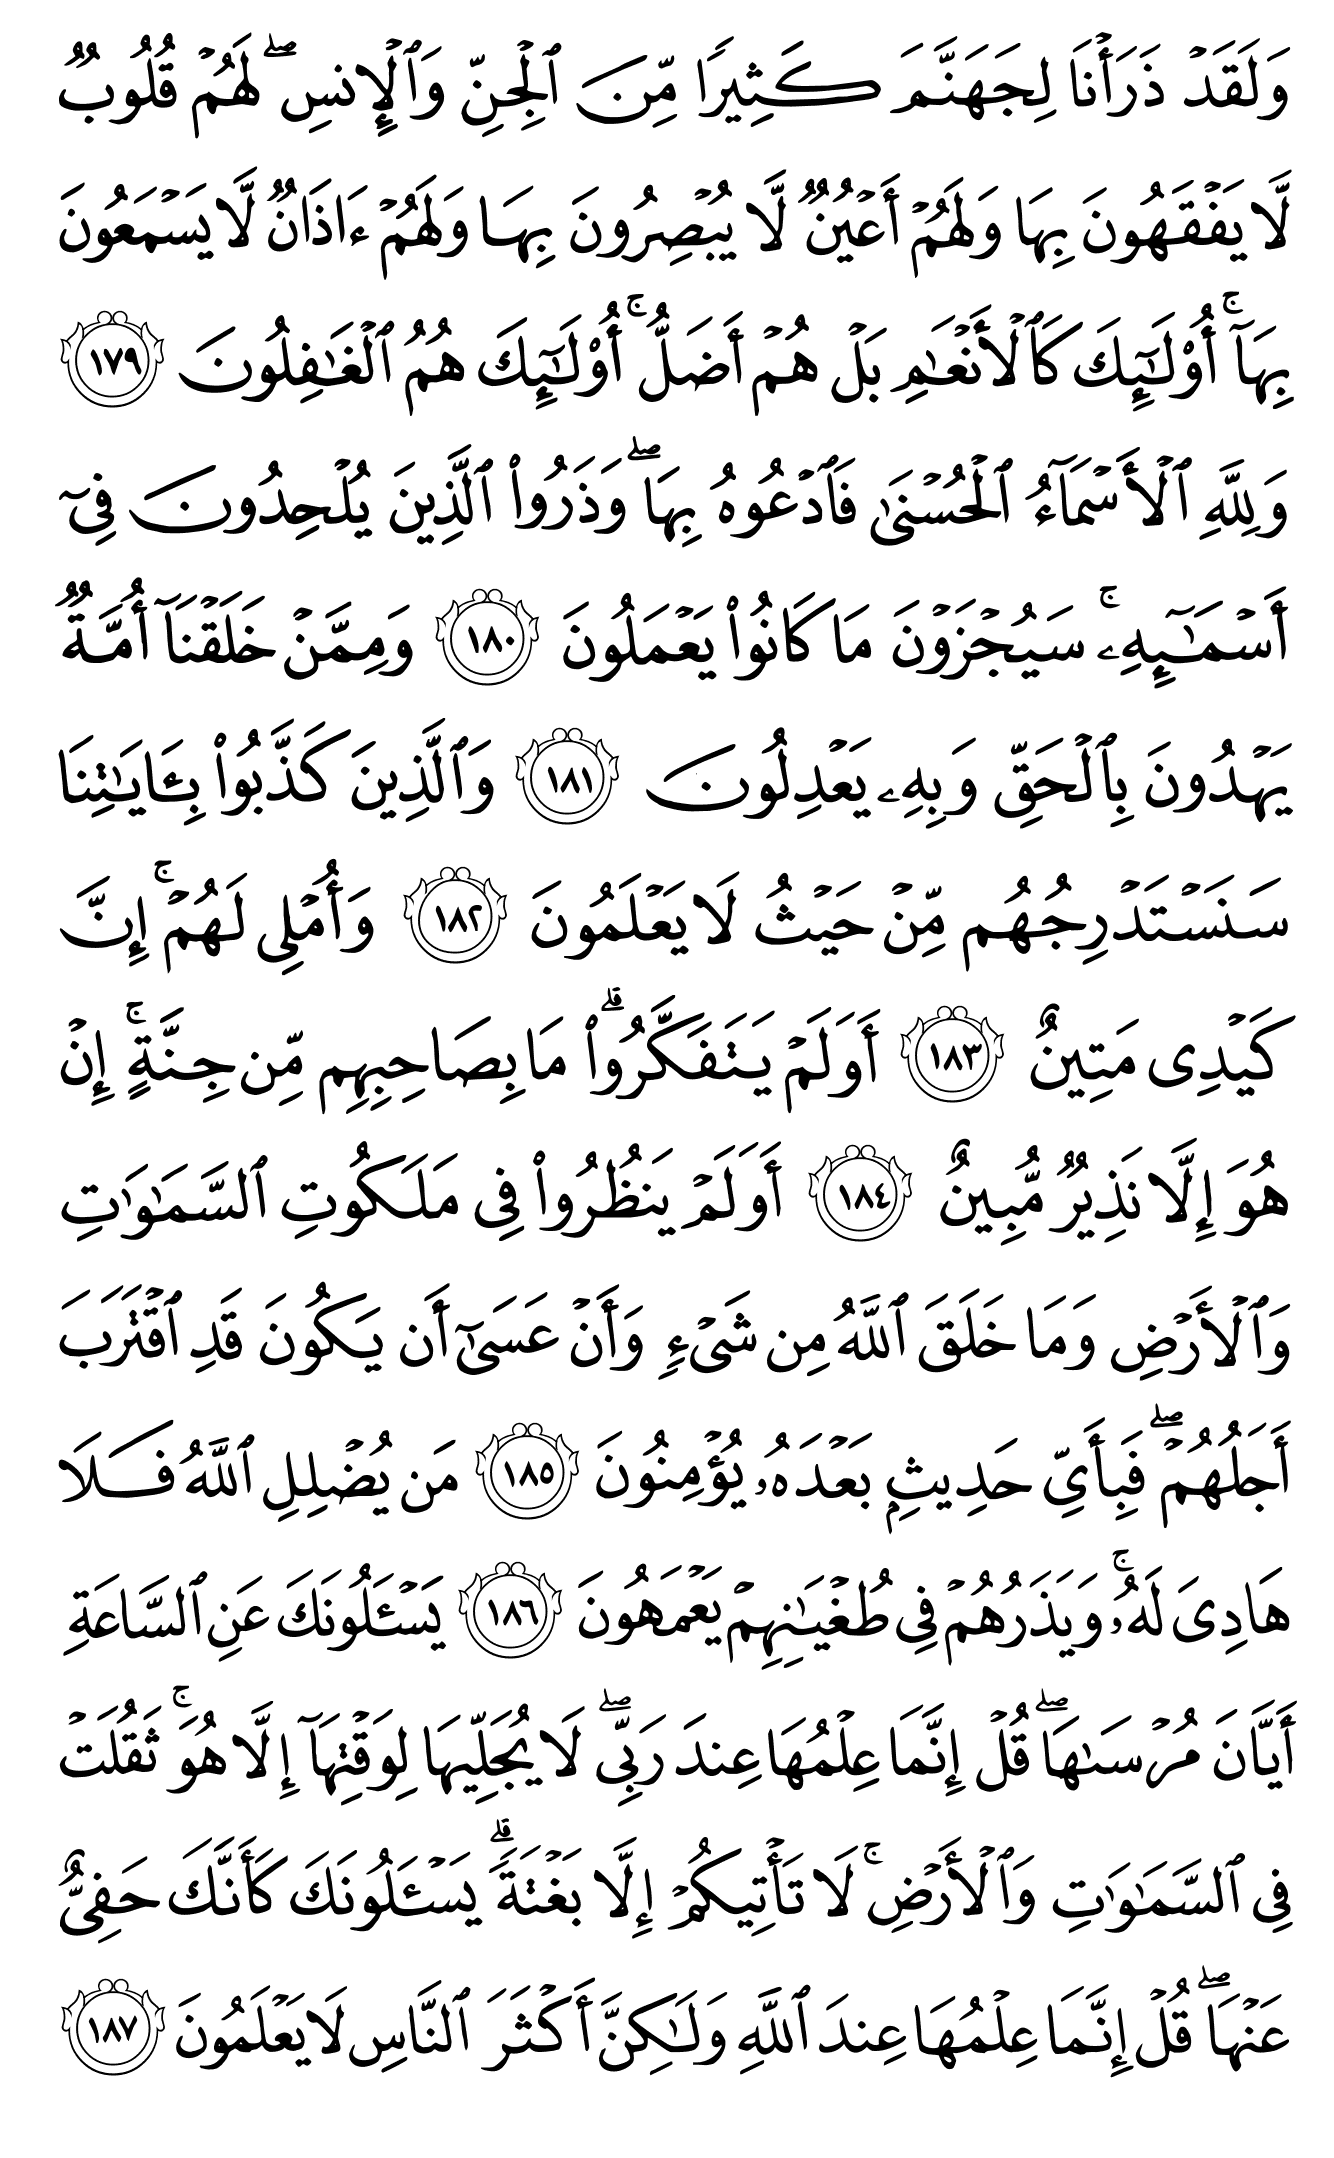 وَلَقَدۡ ذَرَأۡنَا لِجَهَنَّمَ كَثِيرٗا مِّنَ ٱلۡجِنِّ وَٱلۡإِنسِۖ لَهُمۡ قُلُوبٞ
لَّا يَفۡقَهُونَ بِهَا وَلَهُمۡ أَعۡيُنٞ لَّا يُبۡصِرُونَ بِهَا وَلَهُمۡ ءَاذَانٞ لَّا يَسۡمَعُونَ
بِهَآۚ أُوْلَٰٓئِكَ كَٱلۡأَنۡعَٰمِ بَلۡ هُمۡ أَضَلُّۚ أُوْلَٰٓئِكَ هُمُ ٱلۡغَٰفِلُونَ ١٧٩
وَلِلَّهِ ٱلۡأَسۡمَآءُ ٱلۡحُسۡنَىٰ فَٱدۡعُوهُ بِهَاۖ وَذَرُواْ ٱلَّذِينَ يُلۡحِدُونَ فِيٓ
أَسۡمَٰٓئِهِۦۚ سَيُجۡزَوۡنَ مَا كَانُواْ يَعۡمَلُونَ ١٨٠ وَمِمَّنۡ خَلَقۡنَآ أُمَّةٞ
يَهۡدُونَ بِٱلۡحَقِّ وَبِهِۦ يَعۡدِلُونَ ١٨١ وَٱلَّذِينَ كَذَّبُواْ بِـَٔايَٰتِنَا
سَنَسۡتَدۡرِجُهُم مِّنۡ حَيۡثُ لَا يَعۡلَمُونَ ١٨٢ وَأُمۡلِي لَهُمۡۚ إِنَّ
كَيۡدِي مَتِينٌ ١٨٣ أَوَلَمۡ يَتَفَكَّرُواْۗ مَا بِصَاحِبِهِم مِّن جِنَّةٍۚ إِنۡ
هُوَ إِلَّا نَذِيرٞ مُّبِينٌ ١٨٤ أَوَلَمۡ يَنظُرُواْ فِي مَلَكُوتِ ٱلسَّمَٰوَٰتِ
وَٱلۡأَرۡضِ وَمَا خَلَقَ ٱللَّهُ مِن شَيۡءٖ وَأَنۡ عَسَىٰٓ أَن يَكُونَ قَدِ ٱقۡتَرَبَ
أَجَلُهُمۡۖ فَبِأَيِّ حَدِيثِۭ بَعۡدَهُۥ يُؤۡمِنُونَ ١٨٥ مَن يُضۡلِلِ ٱللَّهُ فَلَا
هَادِيَ لَهُۥۚ وَيَذَرُهُمۡ فِي طُغۡيَٰنِهِمۡ يَعۡمَهُونَ ١٨٦ يَسۡـَٔلُونَكَ عَنِ ٱلسَّاعَةِ
أَيَّانَ مُرۡسَىٰهَاۖ قُلۡ إِنَّمَا عِلۡمُهَا عِندَ رَبِّيۖ لَا يُجَلِّيهَا لِوَقۡتِهَآ إِلَّا هُوَۚ ثَقُلَتۡ
فِي ٱلسَّمَٰوَٰتِ وَٱلۡأَرۡضِۚ لَا تَأۡتِيكُمۡ إِلَّا بَغۡتَةٗۗ يَسۡـَٔلُونَكَ كَأَنَّكَ حَفِيٌّ
عَنۡهَاۖ قُلۡ إِنَّمَا عِلۡمُهَا عِندَ ٱللَّهِ وَلَٰكِنَّ أَكۡثَرَ ٱلنَّاسِ لَا يَعۡلَمُونَ ١٨٧